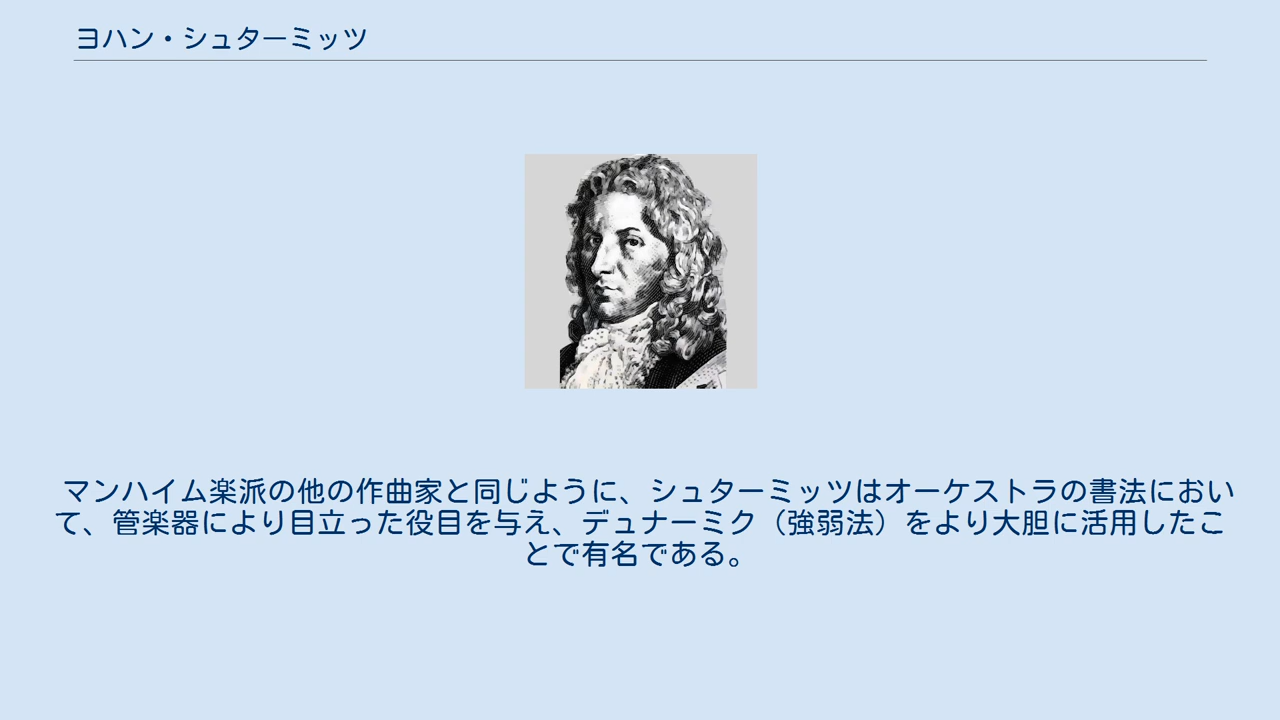 ヨハン・シュターミッツ
マンハイム楽派の他の作曲家と同じように、シュターミッツはオーケストラの書法におい
て、管楽器により目立った役目を与え、デュナーミク（強弱法）をより大胆に活用したこ
とで有名である。